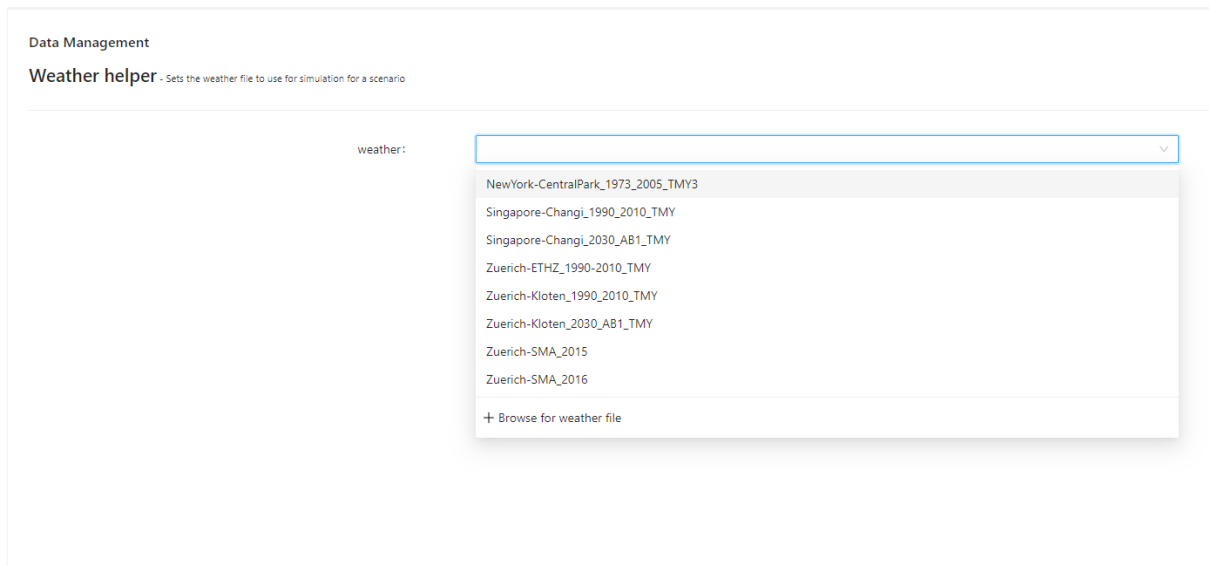 Data Management
Weather helper - Sets the weather file to use for simulation for a scenario
weather:
NewYork-CentralPark_1973_2005_TMY3
Singapore-Changi_1990_2010_TMY
Singapore-Changi_2030_AB1_TMY
Zuerich-ETHZ_1990-2010_TMY
Zuerich-Kloten_1990_2010_TMY
Zuerich-Kloten_2030_AB1_TMY
Zuerich-SMA_2015
Zuerich-SMA_2016
+ Browse for weather file